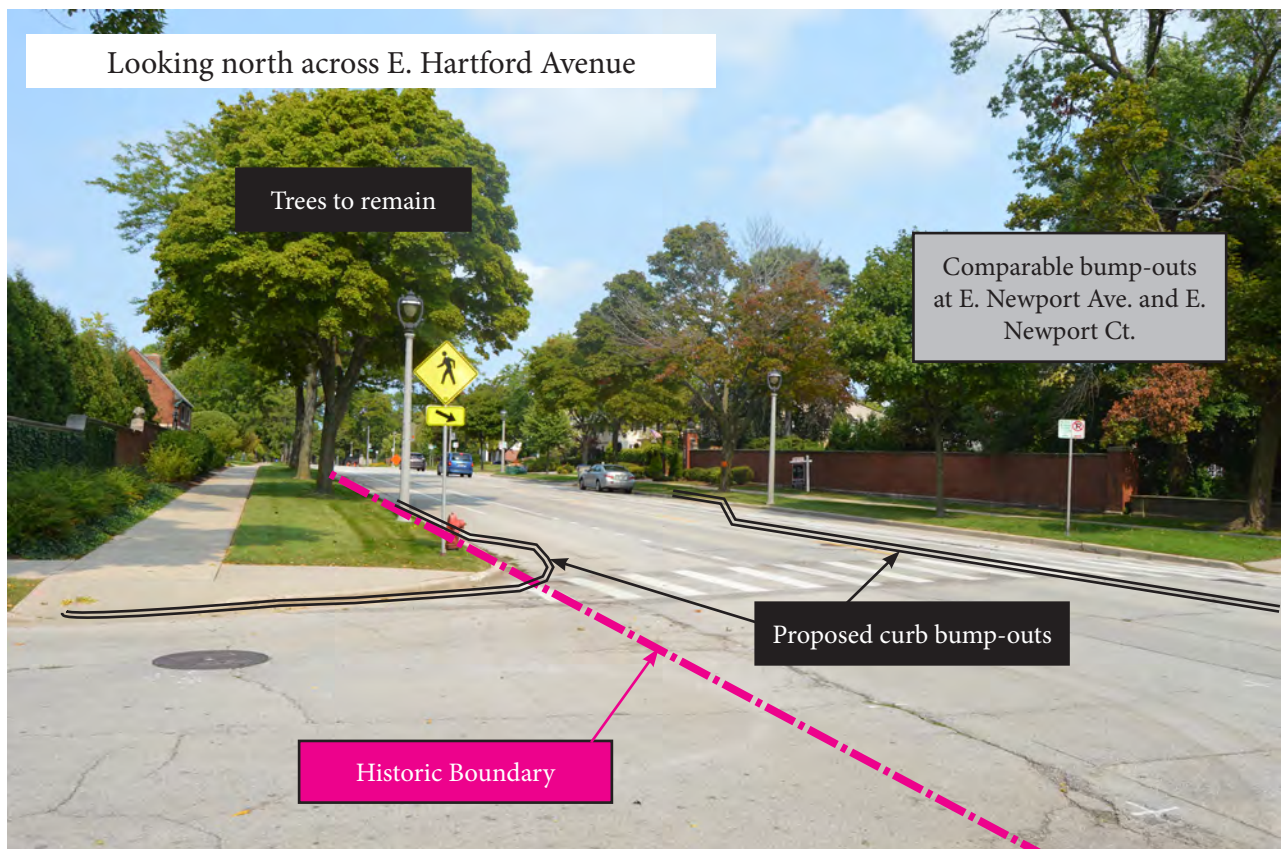 Looking north across E. Hartford Avenue
Trees to remain
Comparable bump-outs
at E. Newport Ave. and E.
Newport Ct.
Proposed curb bump-outs
Historic Boundary